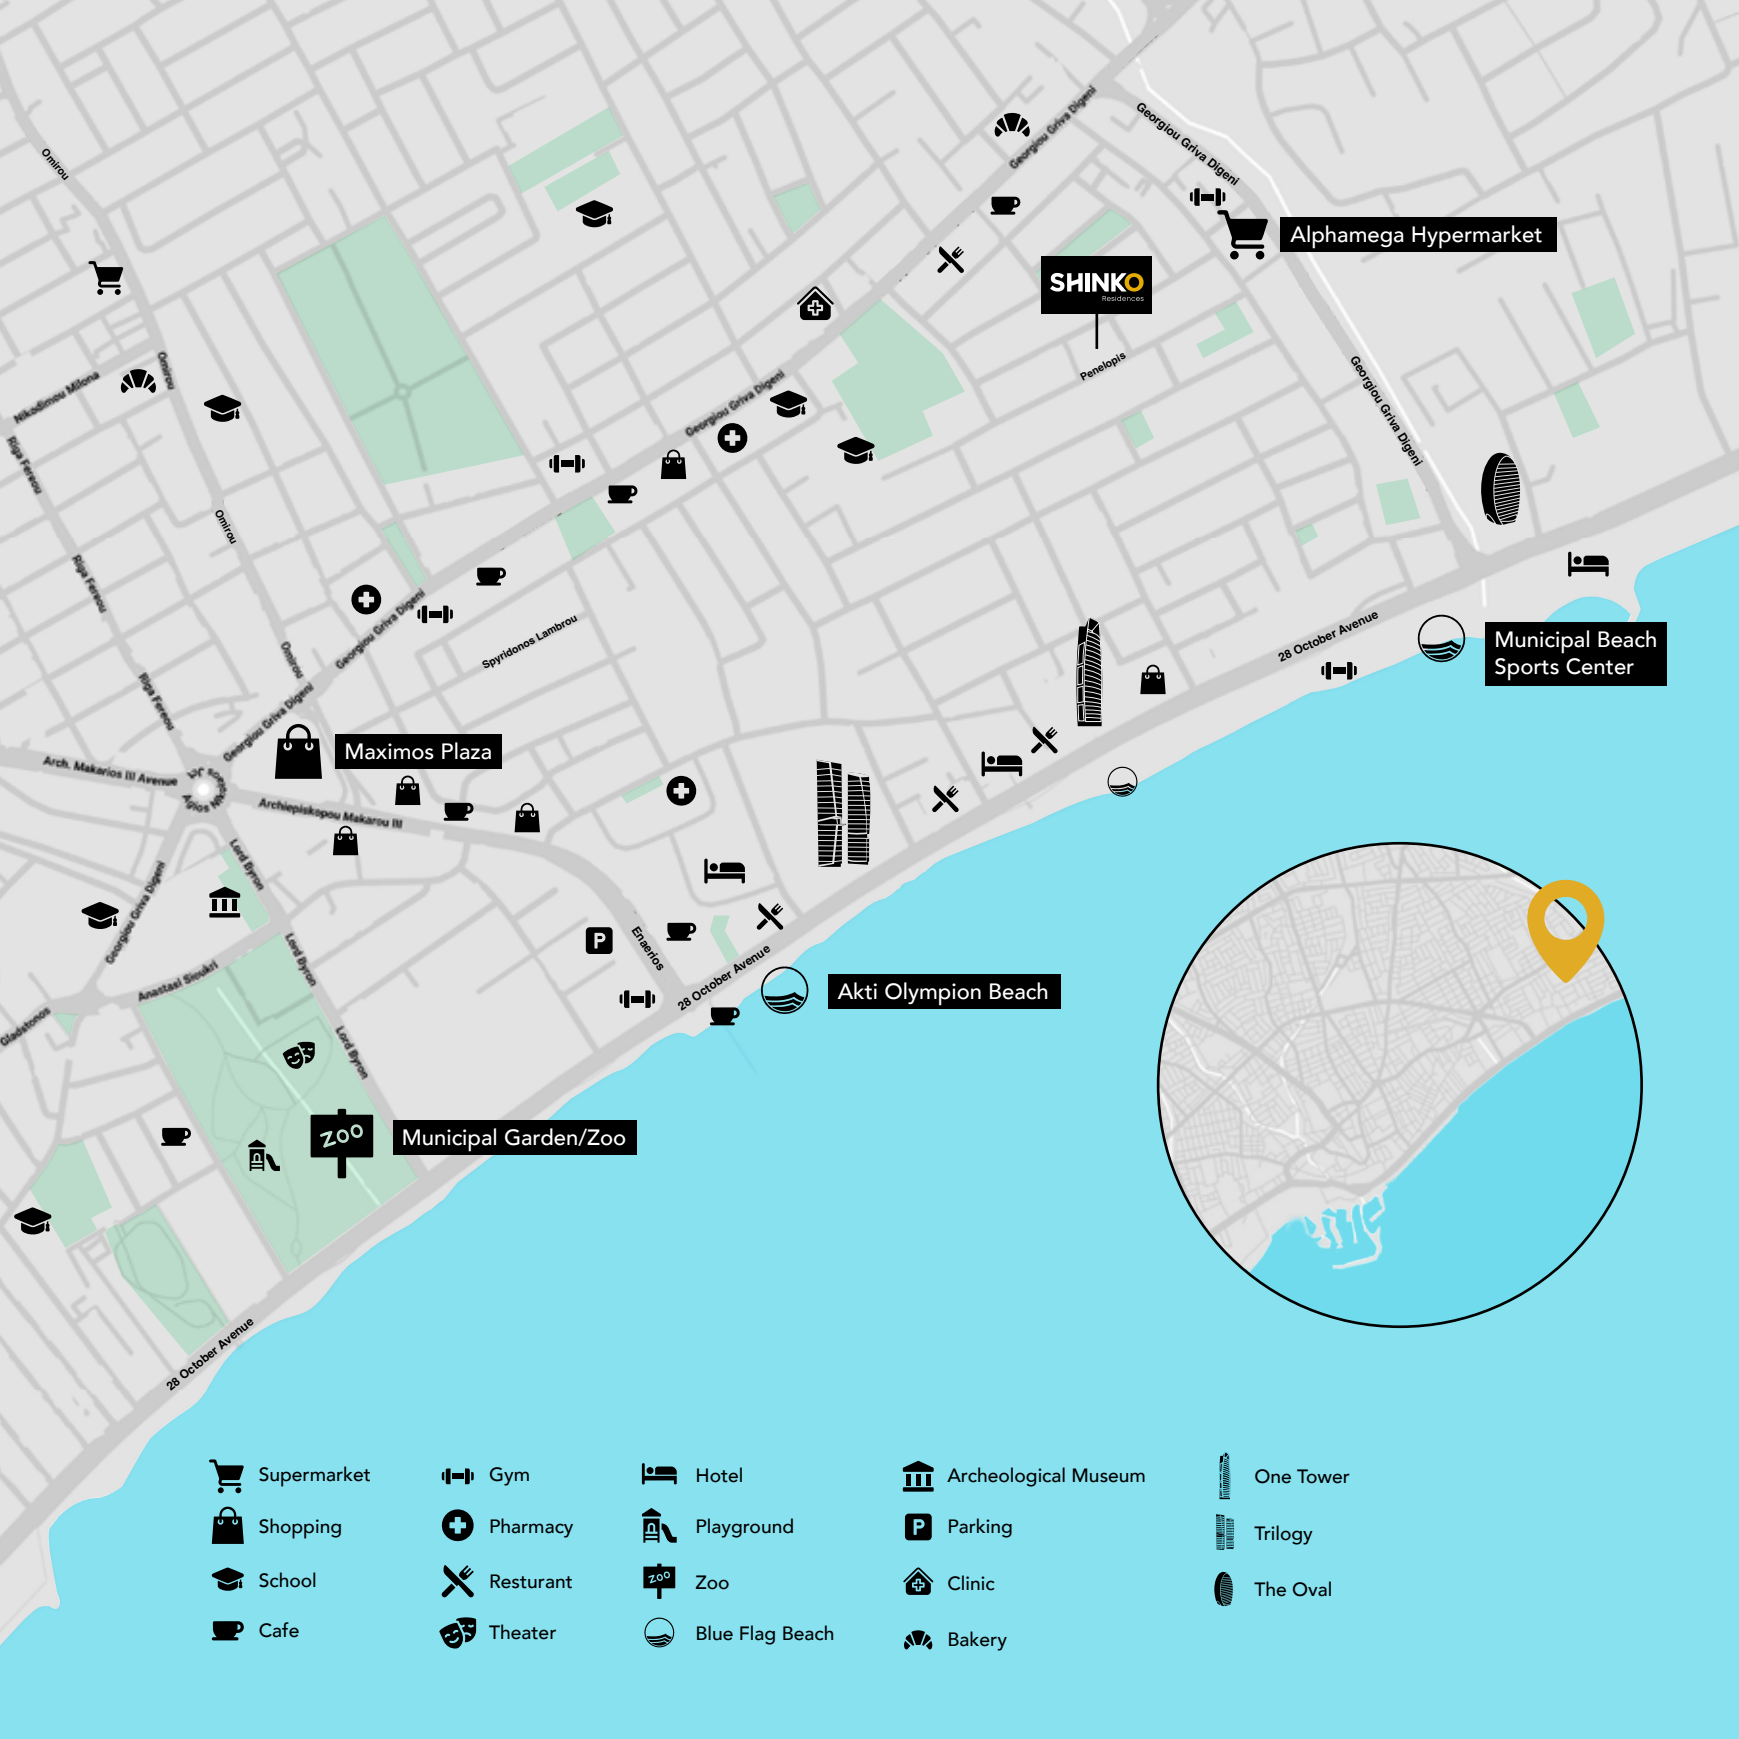 Georgiou Griva Digeni
Georgiou Griva Digeni
Omirou
Alphamega Hypermarket
SHINKO
Residences
Penelopis
Omirou
Nikodimou Milona
Georgiou Griva Digeni
Georgiou Griva Digeni
Riga Fereou
Omirou
Riga Fereou
Georgiou Griva Digeni
Spyridonos Lambrou
Omirou
28 October Avenue
Municipal Beach
Sports Center
Riga Fereou
Georgiou Griva Digeni
Maximos Plaza
Arch. Makarios III Avenue
Agios
Archiepiskopou Makarou III
Lord Byron
Georgiou Griva Digeni
P
Enaerios
Lord Byron
Anastasi Sioukri
28 October Avenue
Akti Olympion Beach
Gladstonos
Lord Byron
ZOO
Municipal Garden/Zoo
28 October Avenue
Supermarket
Gym
Hotel
Archeological Museum
One Tower
Shopping
Pharmacy
Playground
P
Parking
Trilogy
School
Resturant
ZOO
Zoo
Clinic
The Oval
Cafe
Theater
Blue Flag Beach
Bakery